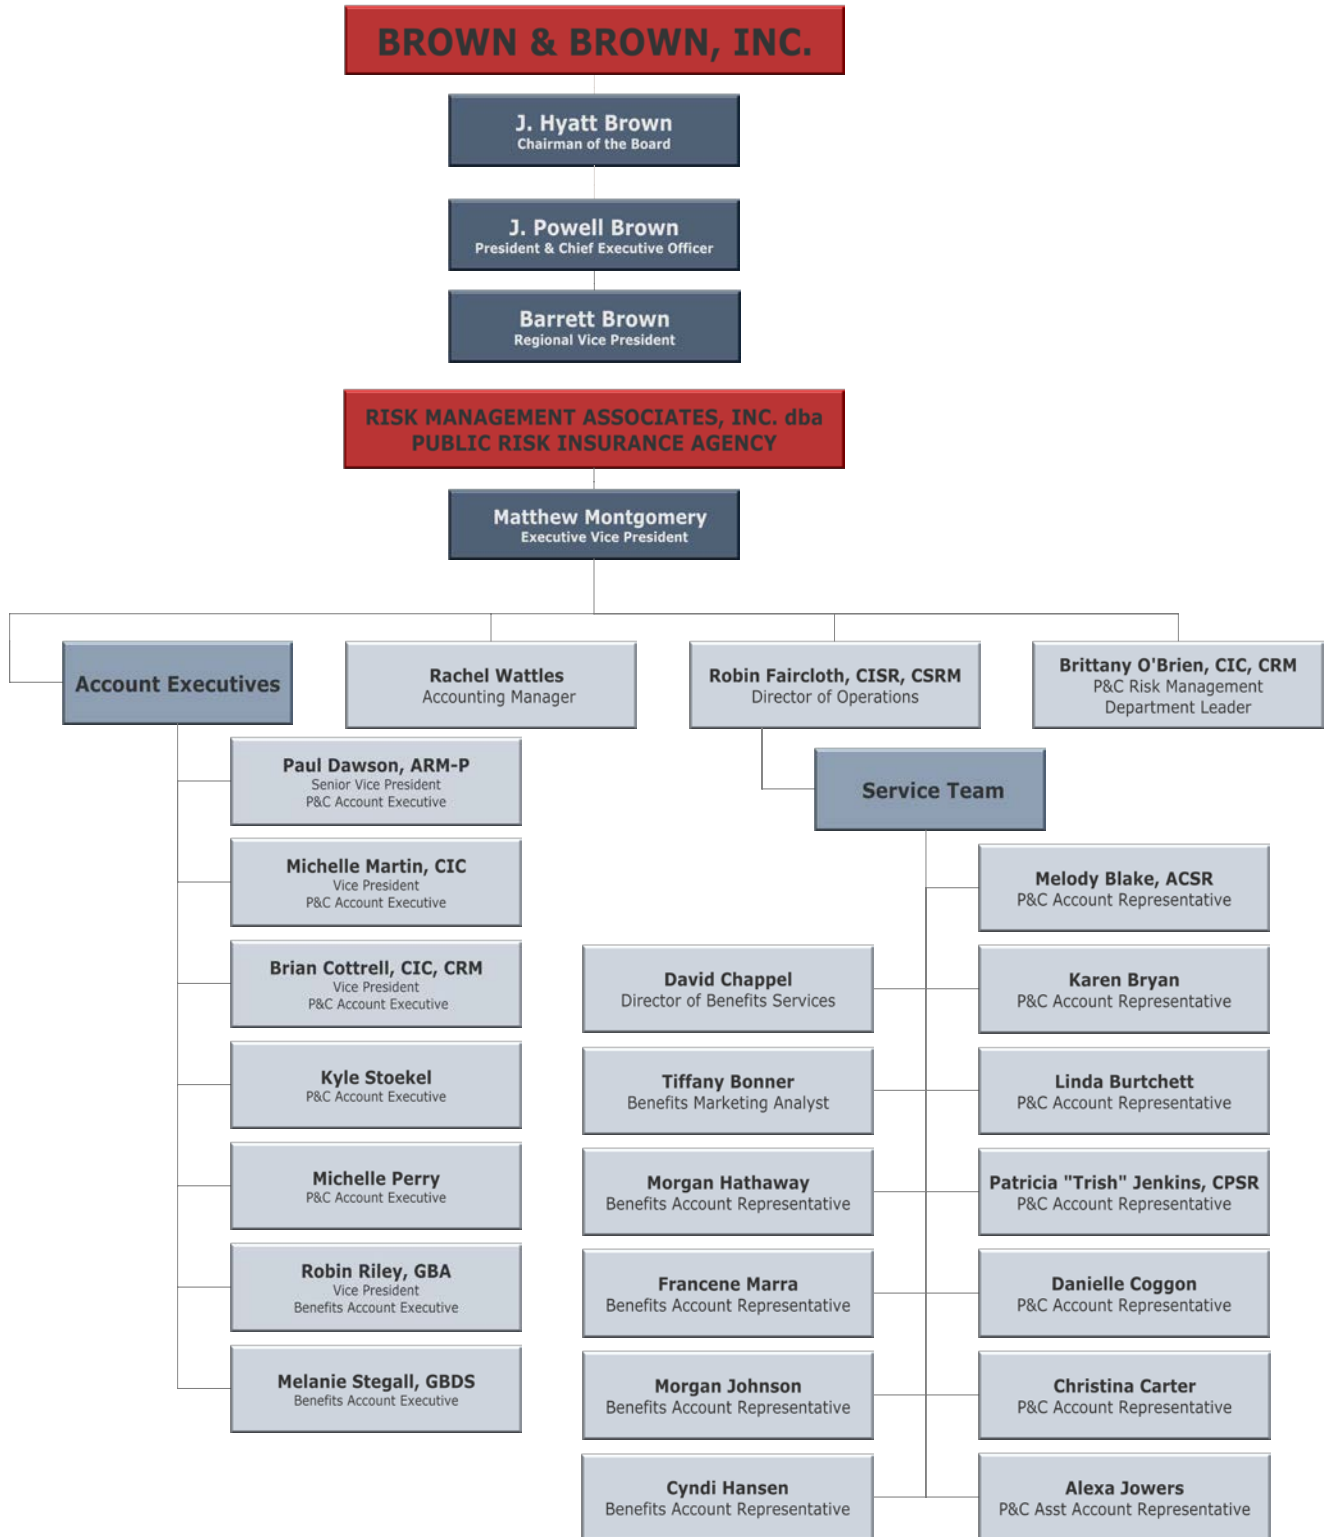 BROWN & BROWN, INC.
J. Hyatt Brown
Chairman of the Board
J. Powell Brown
President & Chief Executive Officer
Barrett Brown
Regional Vice President
RISK MANAGEMENT ASSOCIATES, INC. dba
PUBLIC RISK INSURANCE AGENCY
Matthew Montgomery
Executive Vice President
Account Executives
Rachel Wattles
Accounting Manager
Robin Faircloth, CISR, CSRM
Director of Operations
Brittany O'Brien, CIC, CRM
P&C Risk Management
Department Leader
Paul Dawson, ARM-P
Senior Vice President
P&C Account Executive
Michelle Martin, CIC
Vice President
P&C Account Executive
Brian Cottrell, CIC, CRM
Vice President
P&C Account Executive
Kyle Stoekel
P&C Account Executive
Michelle Perry
P&C Account Executive
Robin Riley, GBA
Vice President
Benefits Account Executive
Melanie Stegall, GBDS
Benefits Account Executive
Service Team
David Chappel
Director of Benefits Services
Tiffany Bonner
Benefits Marketing Analyst
Morgan Hathaway
Benefits Account Representative
Francene Marra
Benefits Account Representative
Morgan Johnson
Benefits Account Representative
Cyndi Hansen
Benefits Account Representative
Melody Blake, ACSR
P&C Account Representative
Karen Bryan
P&C Account Representative
Linda Burtchett
P&C Account Representative
Patricia "Trish" Jenkins, CPSR
P&C Account Representative
Danielle Coggon
P&C Account Representative
Christina Carter
P&C Account Representative
Alexa Jowers
P&C Asst Account Representative